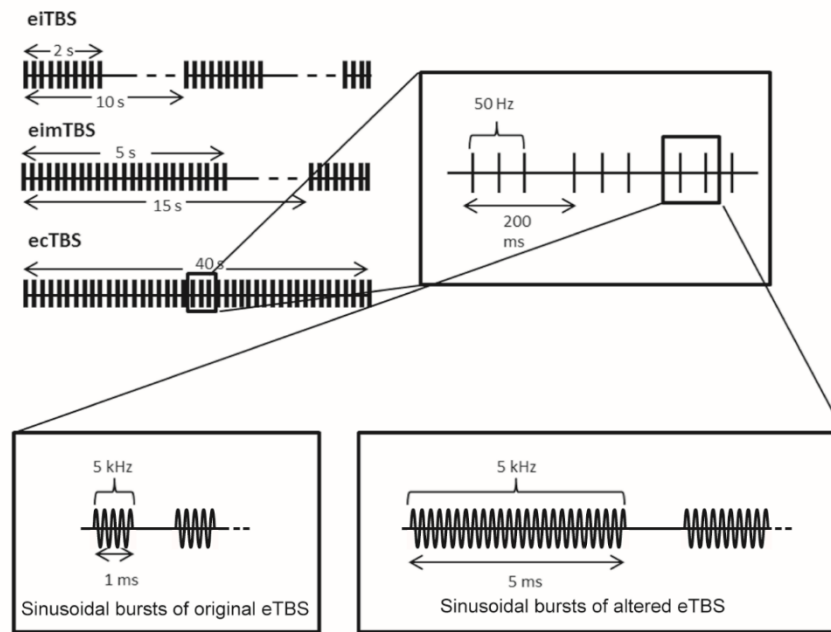 eiTBS
2 s
10 s
eimTBS
5 s
15 s
ecTBS
40 s
50 Hz
200
ms
5 kHz
1 ms
Sinusoidal bursts of original eTBS
5 kHz
5 ms
Sinusoidal bursts of altered eTBS